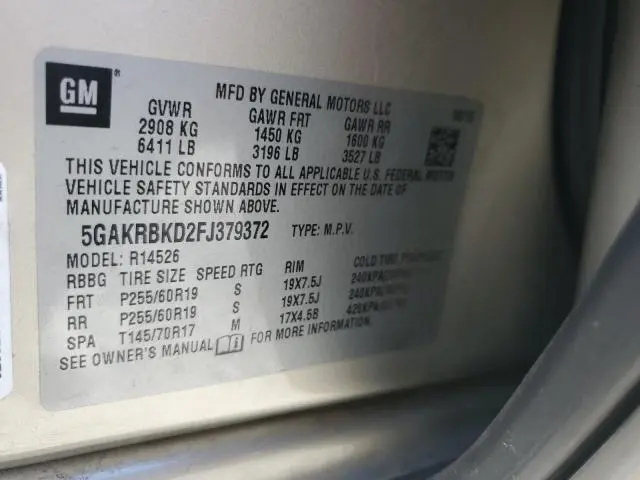 GM
MFD BY GENERAL MOTORS LLC
GVWR GAWR FRT GAWR RR
2908 KG 1450 KG 1600 KG
6411 LB 3196 LB 3527 LB
THIS VEHICLE CONFORMS TO ALL APPLICABLE U.S. FEDERAL MOTOR
VEHICLE SAFETY STANDARDS IN EFFECT ON THE DATE OF
MANUFACTURE SHOWN ABOVE.
5GAKRBKD2FJ379372 TYPE: M.P.V.
MODEL: R14526
RBBG TIRE SIZE SPEED RTG RIM COLD TIRE
FRT P255/60R19 S 19X7.5J 240KPA
RR P255/60R19 S 19X7.5J 240KPA
SPA T145/70R17 M 17X4.5B 420KPA
SEE OWNER'S MANUAL